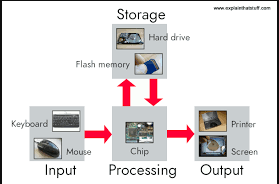 www.explainthatstuff.com
Storage
Hard drive
Flash memory
Keyboard
Mouse
Chip
Printer
Screen
Input
Processing
Output